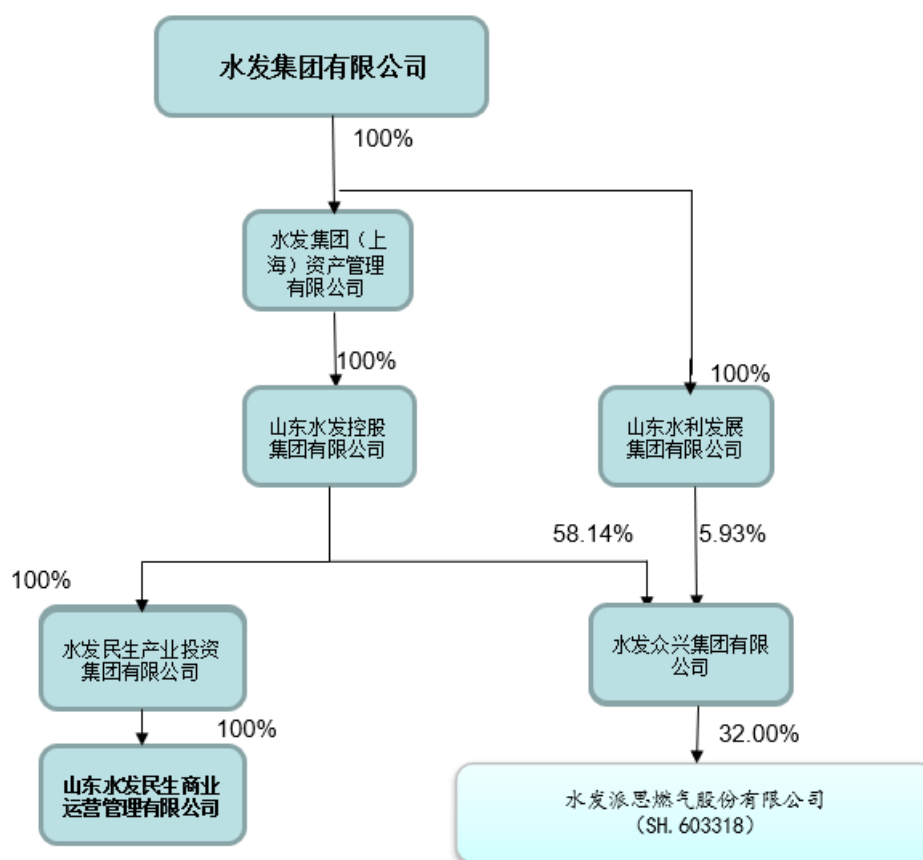 水发集团有限公司
100%
水发集团（上
海）资产管理
有限公司
100%
100%
山东水发控股
集团有限公司
山东水利发展
集团有限公司
58.14%
5.93%
100%
水发民生产业投资
集团有限公司
水发众兴集团有限
公司
100%
32.00%
山东水发民生商业
运营管理有限公司
水发派思燃气股份有限公司
（SH.603318）